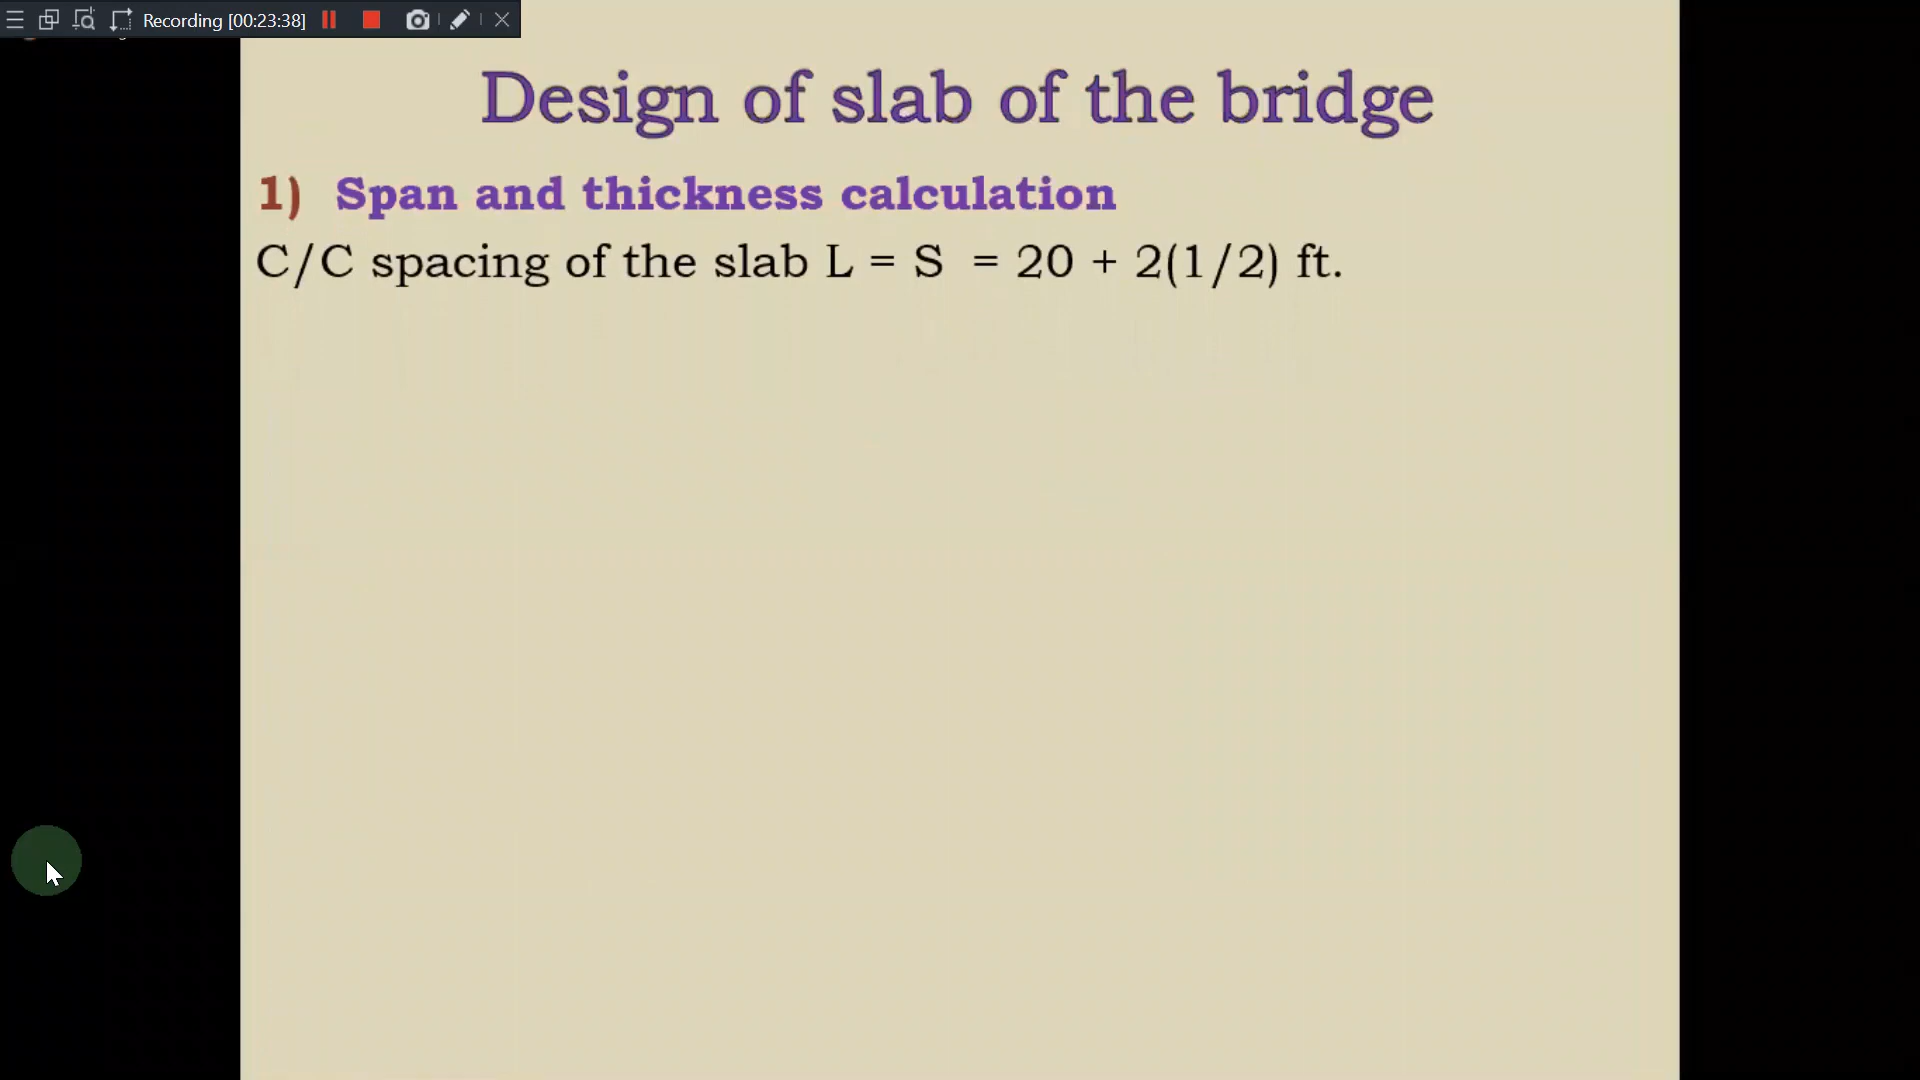 Recording [00:23:38]
Design of slab of the bridge
1) Span and thickness calculation
C/C spacing of the slab L = S = 20 + 2(1/2) ft.